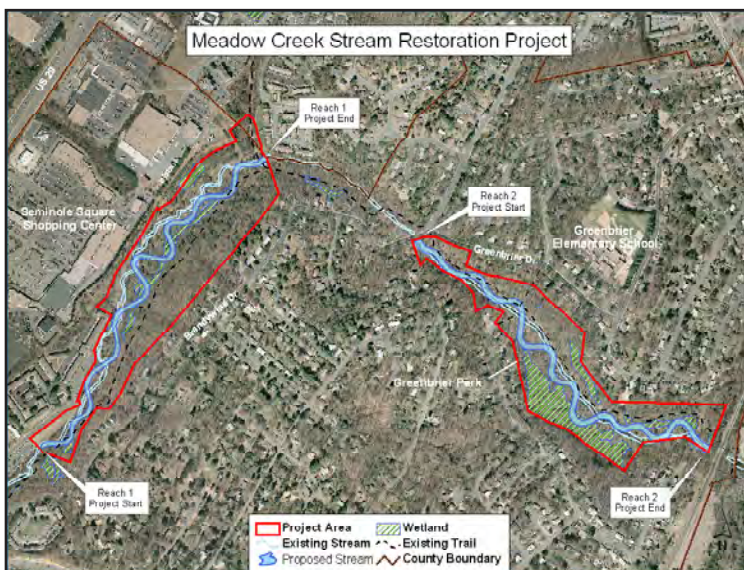 Meadow Creek Stream Restoration Project
US 29
Reach 1
Project End
Reach 2
Project Start
Seminole Square
Shopping Center
Greenbrier
Elementary School
Greenbrier Dr.
Brandywine Dr.
Greenbrier Park
Reach 1
Project Start
Reach 2
Project End
Project Area
Wetland
Existing Stream
Existing Trail
Proposed Stream
County Boundary